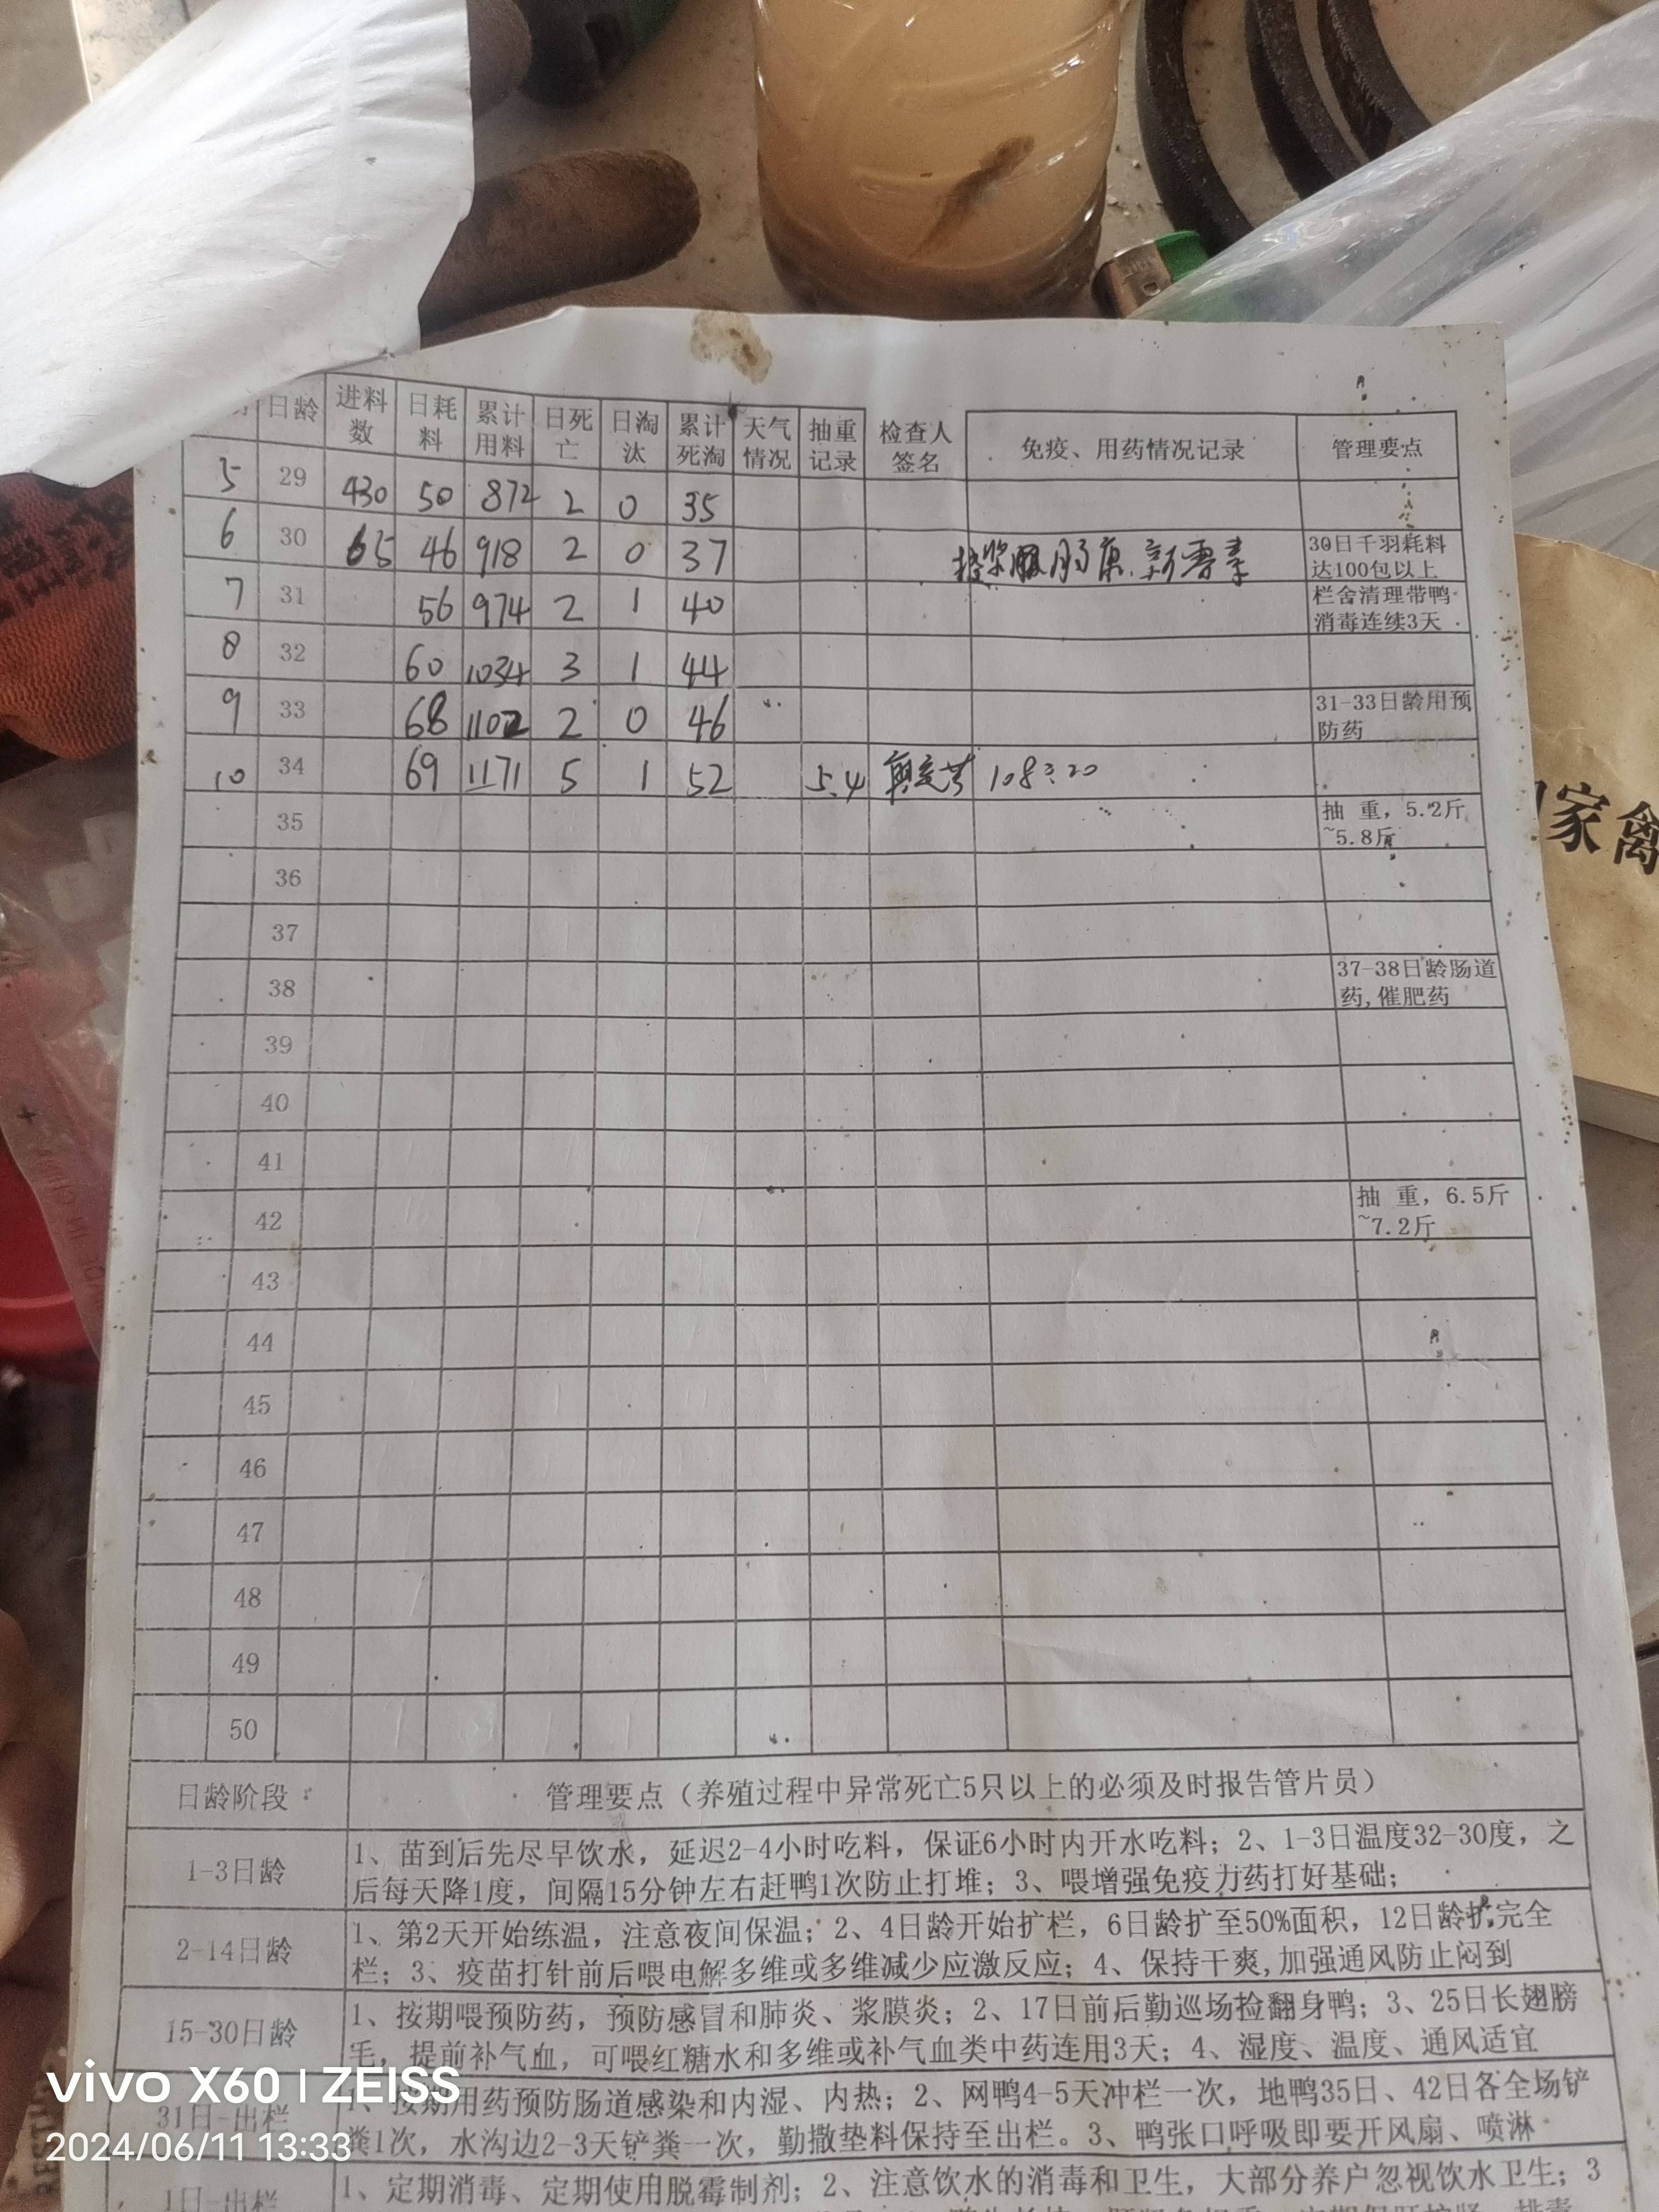 日龄 进料数 日耗料 累计用料 日死亡 日淘汰 累计死淘 天气情况 抽重记录 检查人签名 免疫、用药情况记录 管理要点
5 29 430 50 872 2 0 35
6 30 65 46 918 2 0 37 肠康.新霉素 30日千羽耗料
达100包以上
7 31 56 974 2 1 40 栏舍清理带鸭
消毒连续3天
8 32 60 1034 3 1 44
9 33 68 1102 2 0 46 31-33日龄用预
防药
10 34 69 1171 5 1 52 5.4
35 抽 重，5.2斤
~5.8斤
36
37
38 37-38日龄肠道
药,催肥药
39
40
41
42 抽 重，6.5斤
~7.2斤
43
44
45
46
47
48
49
50
日龄阶段 管理要点（养殖过程中异常死亡5只以上的必须及时报告管片员）
1-3日龄 1、苗到后先尽早饮水，延迟2-4小时吃料，保证6小时内开水吃料；2、1-3日温度32-30度，之
后每天降1度，间隔15分钟左右赶鸭1次防止打堆；3、喂增强免疫力药打好基础；
2-14日龄 1、第2天开始练温，注意夜间保温；2、4日龄开始扩栏，6日龄扩至50%面积，12日龄扩完全
栏；3、疫苗打针前后喂电解多维或多维减少应激反应；4、保持干爽,加强通风防止闷到
15-30日龄 1、按期喂预防药，预防感冒和肺炎、浆膜炎；2、17日前后勤巡场捡翻身鸭；3、25日长翅膀
毛，提前补气血，可喂红糖水和多维或补气血类中药连用3天；4、湿度、温度、通风适宜
31日-出栏 1、按期用药预防肠道感染和内湿、内热；2、网鸭4-5天冲栏一次，地鸭35日、42日各全场铲
粪1次，水沟边2-3天铲粪一次，勤撒垫料保持至出栏。3、鸭张口呼吸即要开风扇、喷淋
1日-出栏 1、定期消毒、定期使用脱霉制剂；2、注意饮水的消毒和卫生，大部分养户忽视饮水卫生；3
家禽
vivo X60 | ZEISS
2024/06/11 13:33